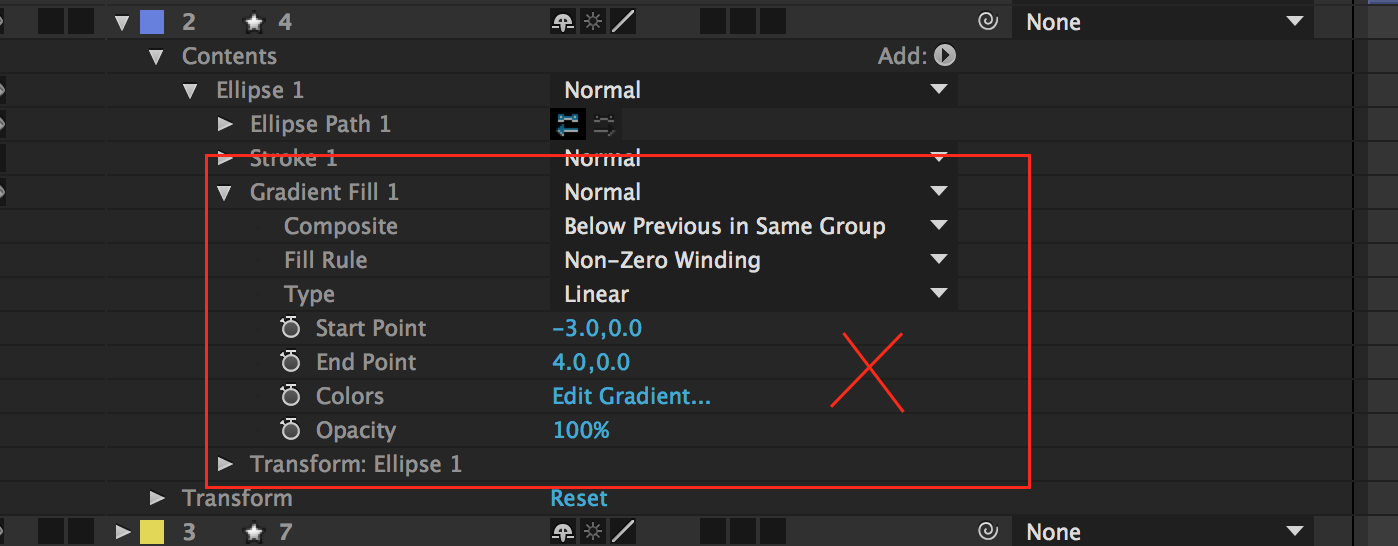 2 4 None
Contents Add:
Ellipse 1 Normal
Ellipse Path 1
Stroke 1 Normal
Gradient Fill 1 Normal
Composite Below Previous in Same Group
Fill Rule Non-Zero Winding
Type Linear
Start Point -3.0,0.0
End Point 4.0,0.0
Colors Edit Gradient...
Opacity 100%
Transform: Ellipse 1
Transform Reset
3 7 None